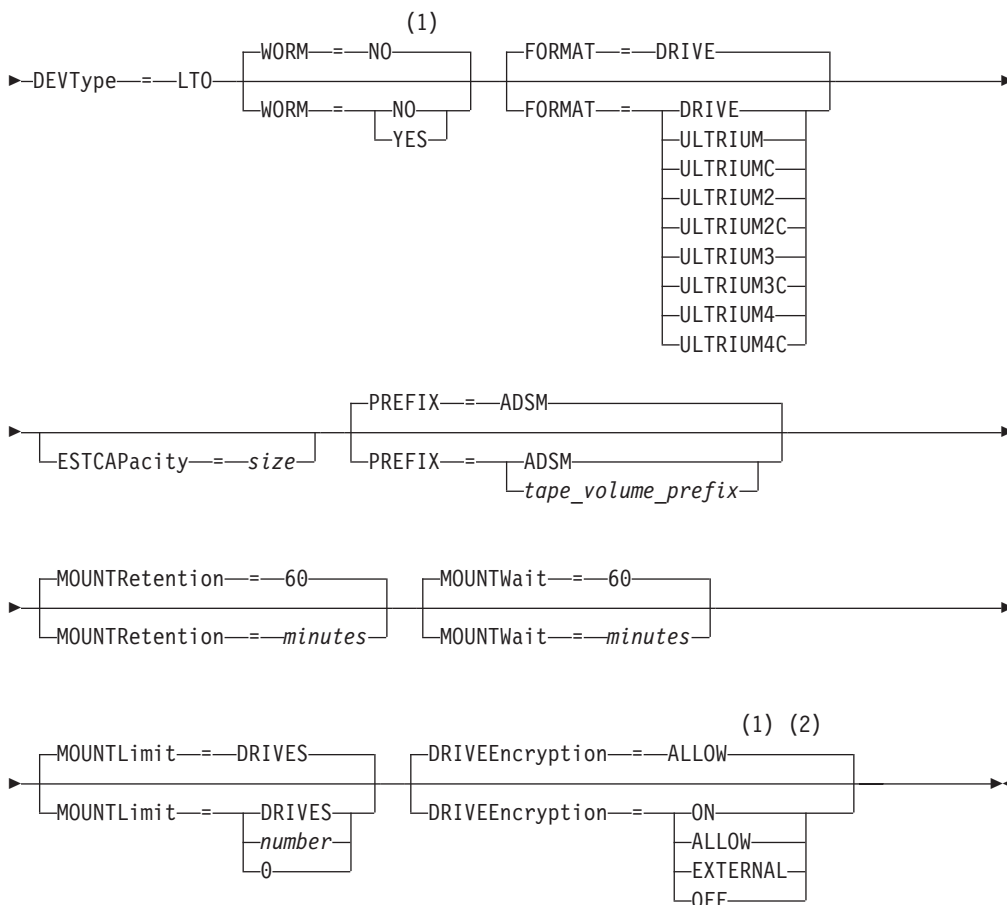 (1)
WORM = NO FORMAT = DRIVE
DEVType = LTO
WORM = NO FORMAT = DRIVE
YES ULTRIUM
ULTRIUMC
ULTRIUM2
ULTRIUM2C
ULTRIUM3
ULTRIUM3C
ULTRIUM4
ULTRIUM4C
PREFIX = ADSM
ESTCAPacity = size PREFIX = ADSM
tape_volume_prefix
MOUNTRetention = 60 MOUNTWait = 60
MOUNTRetention = minutes MOUNTWait = minutes
(1) (2)
MOUNTLimit = DRIVES DRIVEEncryption = ALLOW
MOUNTLimit = DRIVES DRIVEEncryption = ON
number ALLOW
0 EXTERNAL
OFF